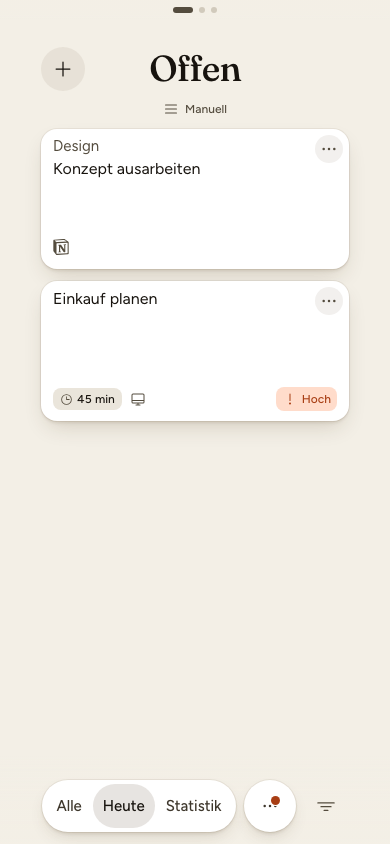 Offen
Manuell
Design
Konzept ausarbeiten
N
Einkauf planen
45 min
! Hoch
Alle
Heute
Statistik